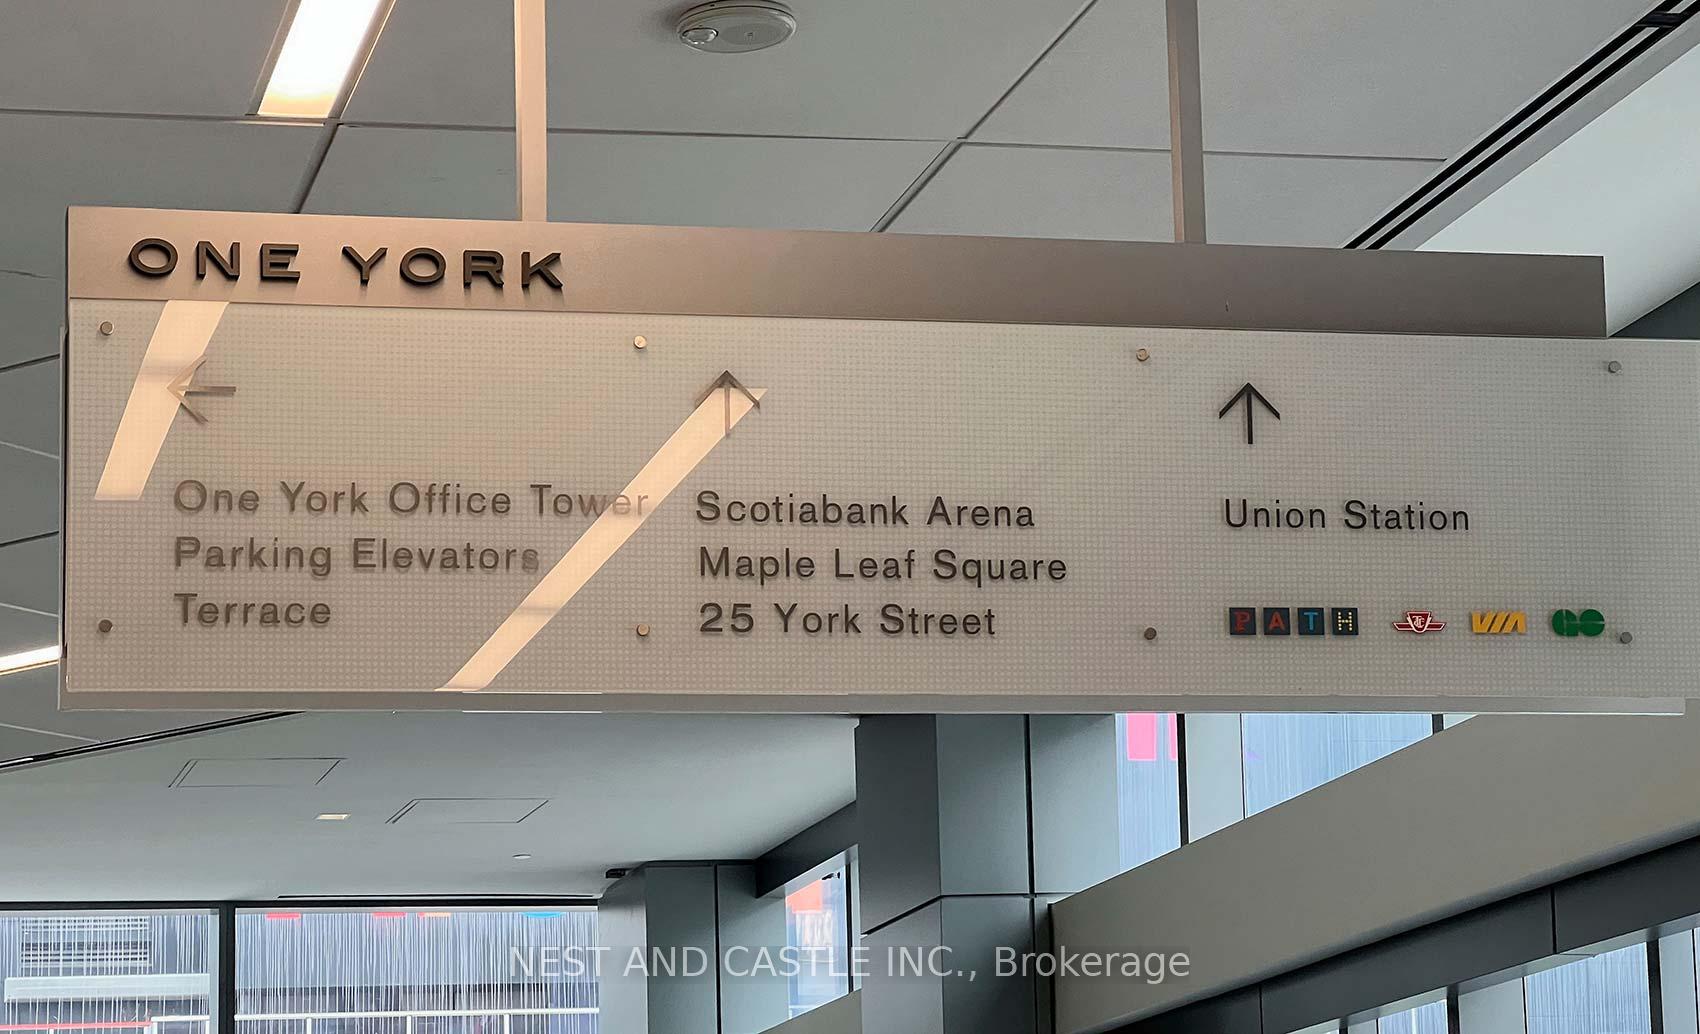 ONE YORK
One York Office Tower
Parking Elevators
Terrace
Scotiabank Arena
Maple Leaf Square
25 York Street
Union Station
PATH TTC VIA GO
NEST AND CASTLE INC., Brokerage